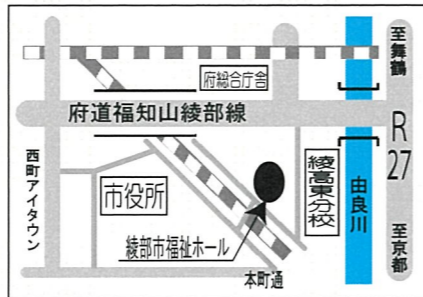 至舞鶴
府総合庁舎
府道福知山綾部線
R27
西町アイタウン
市役所
綾高東分校
由良川
綾部市福祉ホール
至京都
本町通